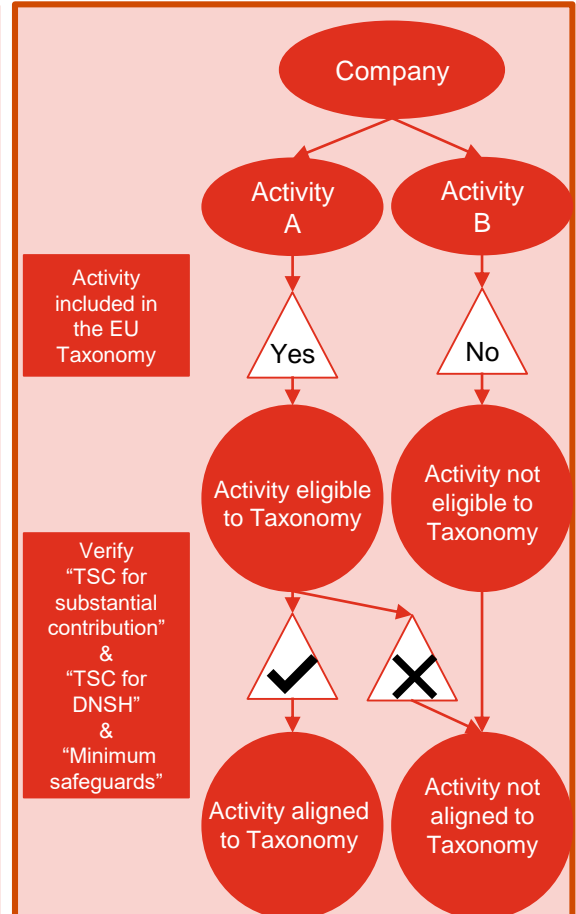 Company
Activity
A
Activity
B
Activity
included in
the EU
Taxonomy
Yes
No
Activity eligible
to Taxonomy
Activity not
eligible to
Taxonomy
Verify
“TSC for
substantial
contribution”
&
“TSC for
DNSH”
&
“Minimum
safeguards”
Activity aligned
to Taxonomy
Activity not
aligned to
Taxonomy